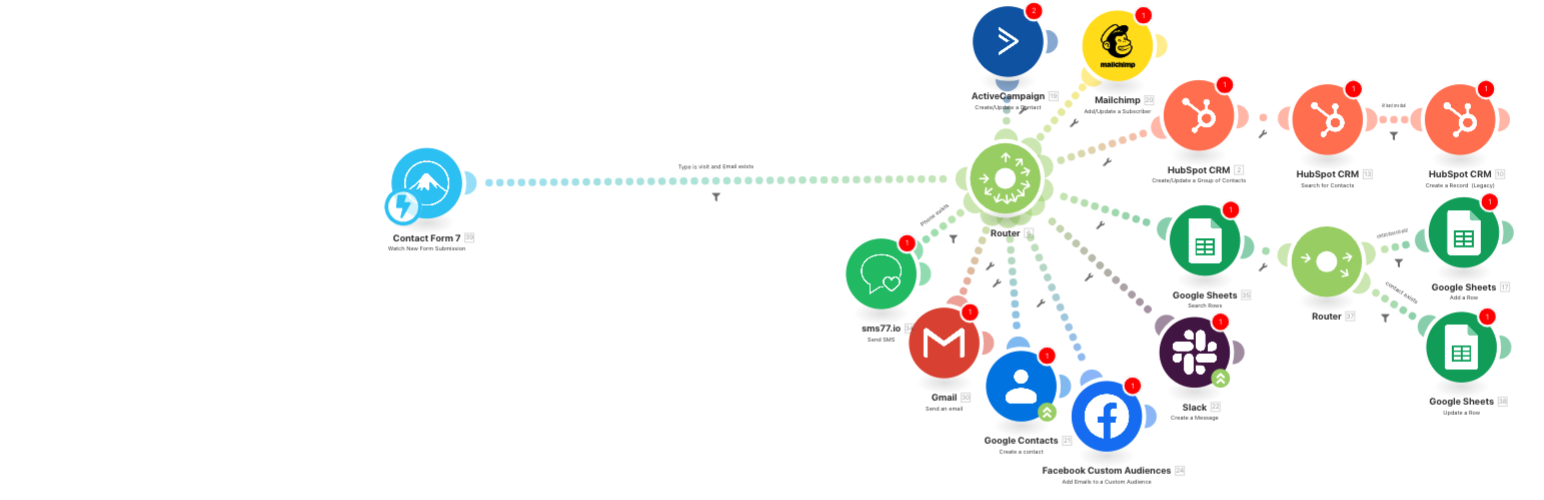 2
1
mailchimp
ActiveCampaign 19
Create/Update a Contact
Mailchimp 20
Add/Update a Subscriber
1
1
1
HubSpot CRM 2
Create/Update a Group of Contacts
HubSpot CRM 13
Search for Contacts
HubSpot CRM 10
Create a Record (Legacy)
Type is visit and Email exists
Contact Form 7 39
Watch New Form Submission
Phone exists
Router
1
Google Sheets 35
Search Rows
Router 37
1
Google Sheets 17
Add a Row
contact exists
1
Google Sheets 38
Update a Row
1
sms77.io
Send SMS
1
Gmail 30
Send an email
1
Google Contacts 21
Create a contact
1
Facebook Custom Audiences 24
Add Emails to a Custom Audience
1
Slack 23
Create a Message